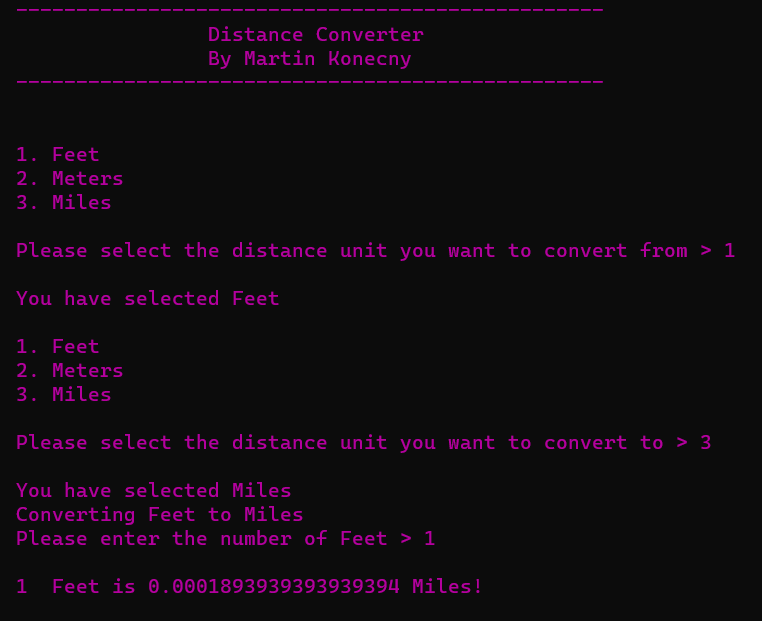 -------------------------------------------------
Distance Converter
By Martin Konecny
-------------------------------------------------
1. Feet
2. Meters
3. Miles
Please select the distance unit you want to convert from > 1
You have selected Feet
1. Feet
2. Meters
3. Miles
Please select the distance unit you want to convert to > 3
You have selected Miles
Converting Feet to Miles
Please enter the number of Feet > 1
1  Feet is 0.0001893939393939394 Miles!